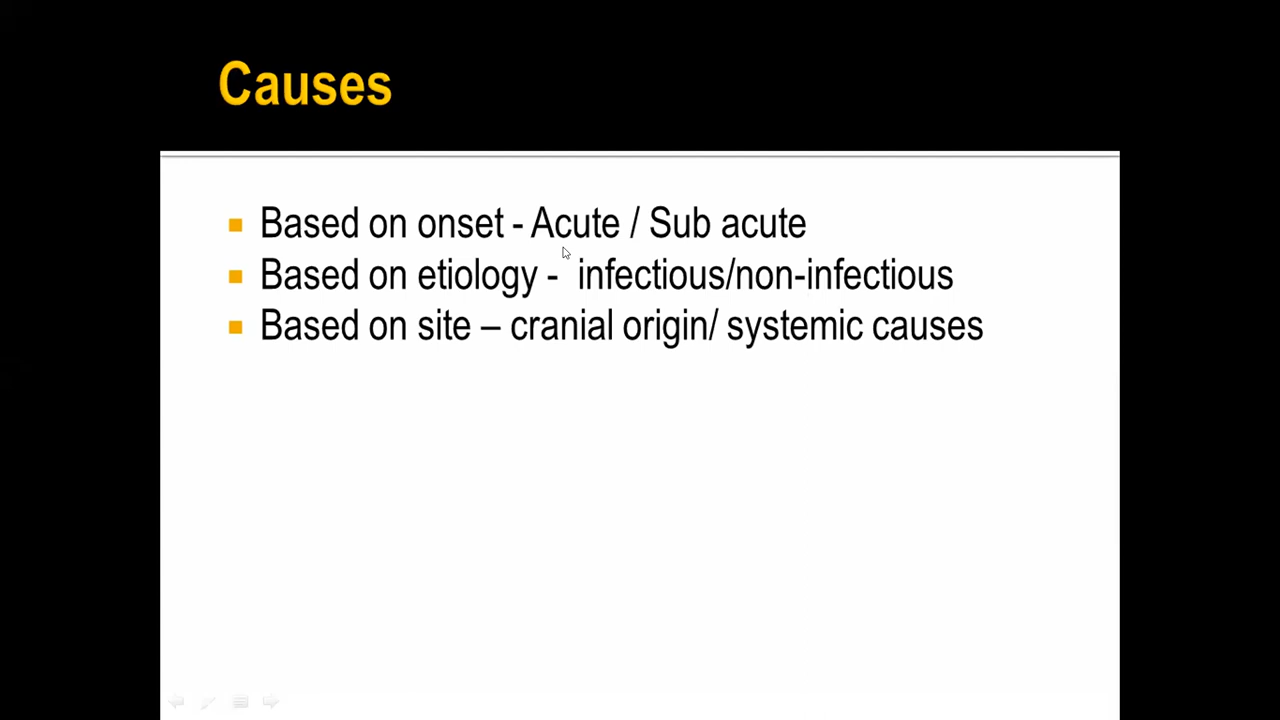 Causes
Based on onset - Acute / Sub acute
Based on etiology -  infectious/non-infectious
Based on site – cranial origin/ systemic causes